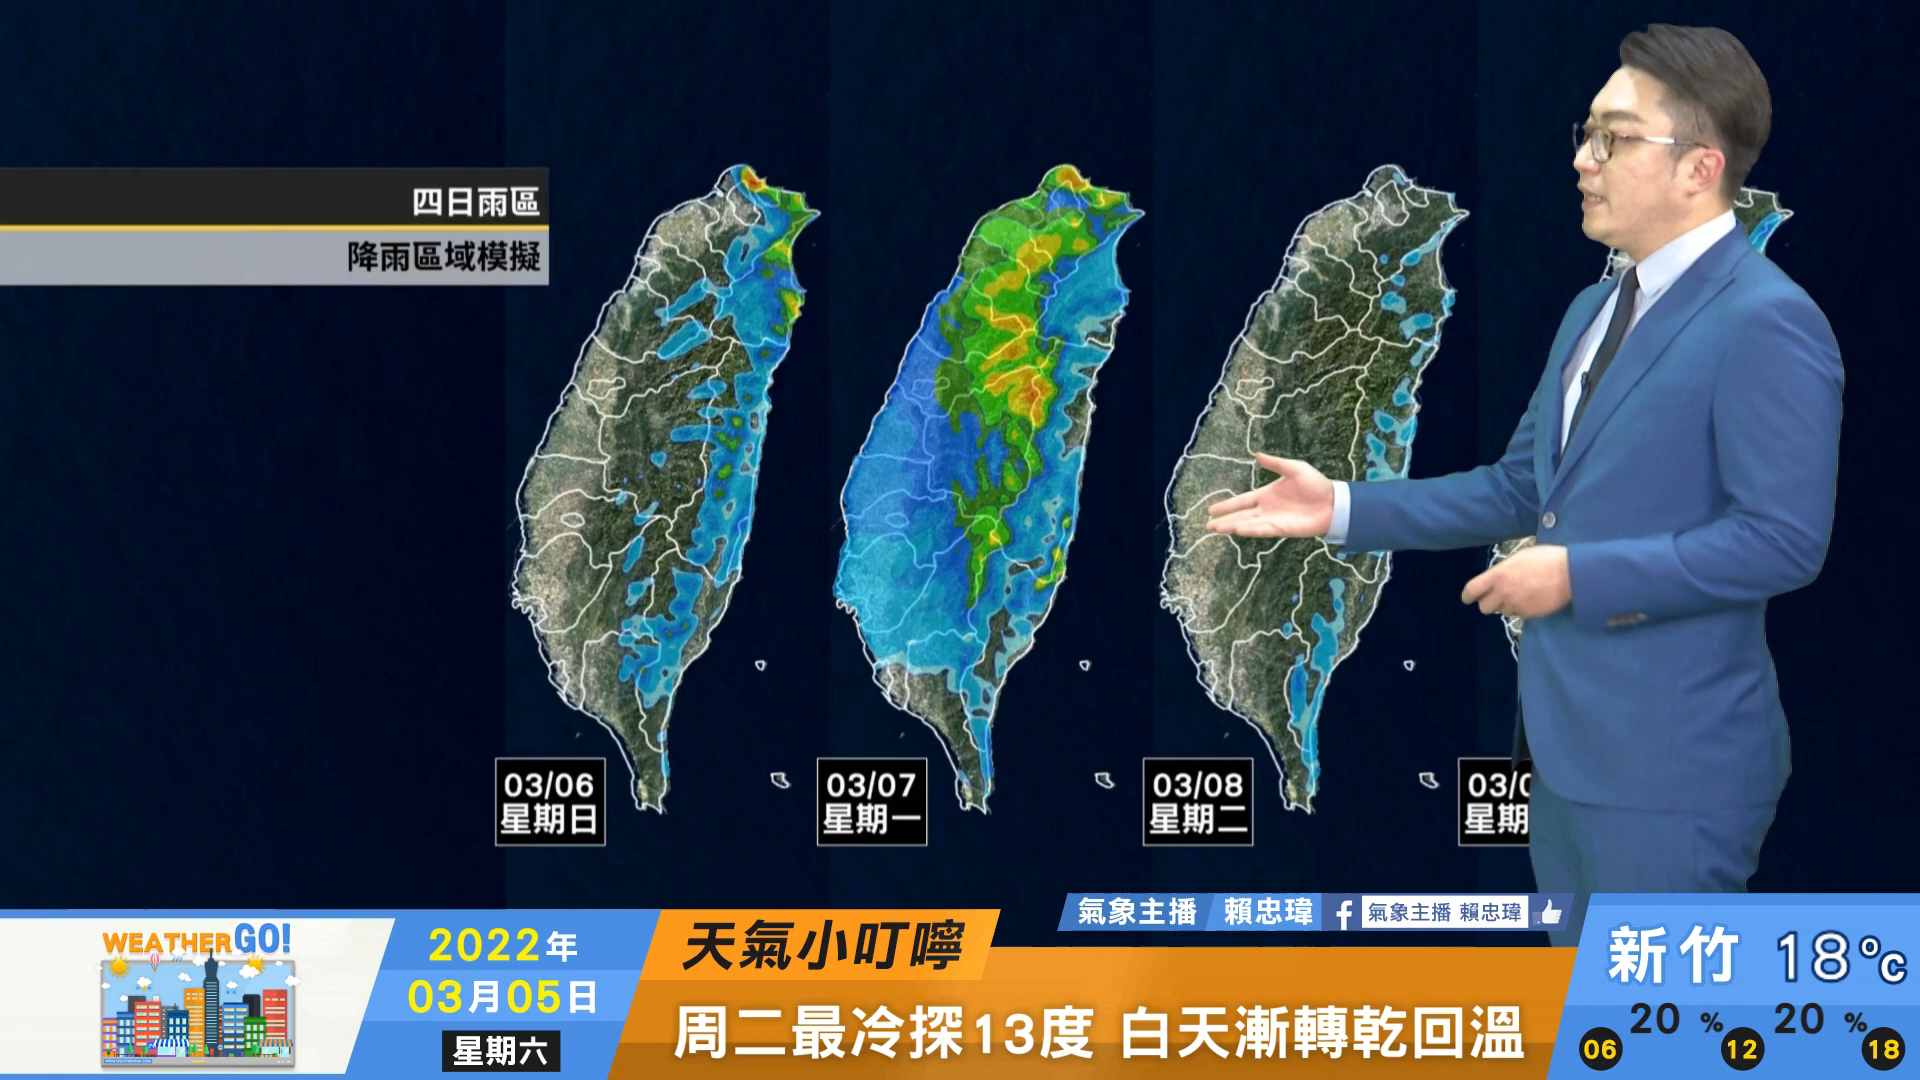 四日雨區
降雨區域模擬
03/06
星期日
03/07
星期一
03/08
星期二
03/0
星期
氣象主播 賴忠瑋 f 氣象主播 賴忠瑋
WEATHERGO!
2022年
03月05日
星期六
天氣小叮嚀
周二最冷探13度 白天漸轉乾回溫
新竹 18°C
20 % 20 %
06 12 18